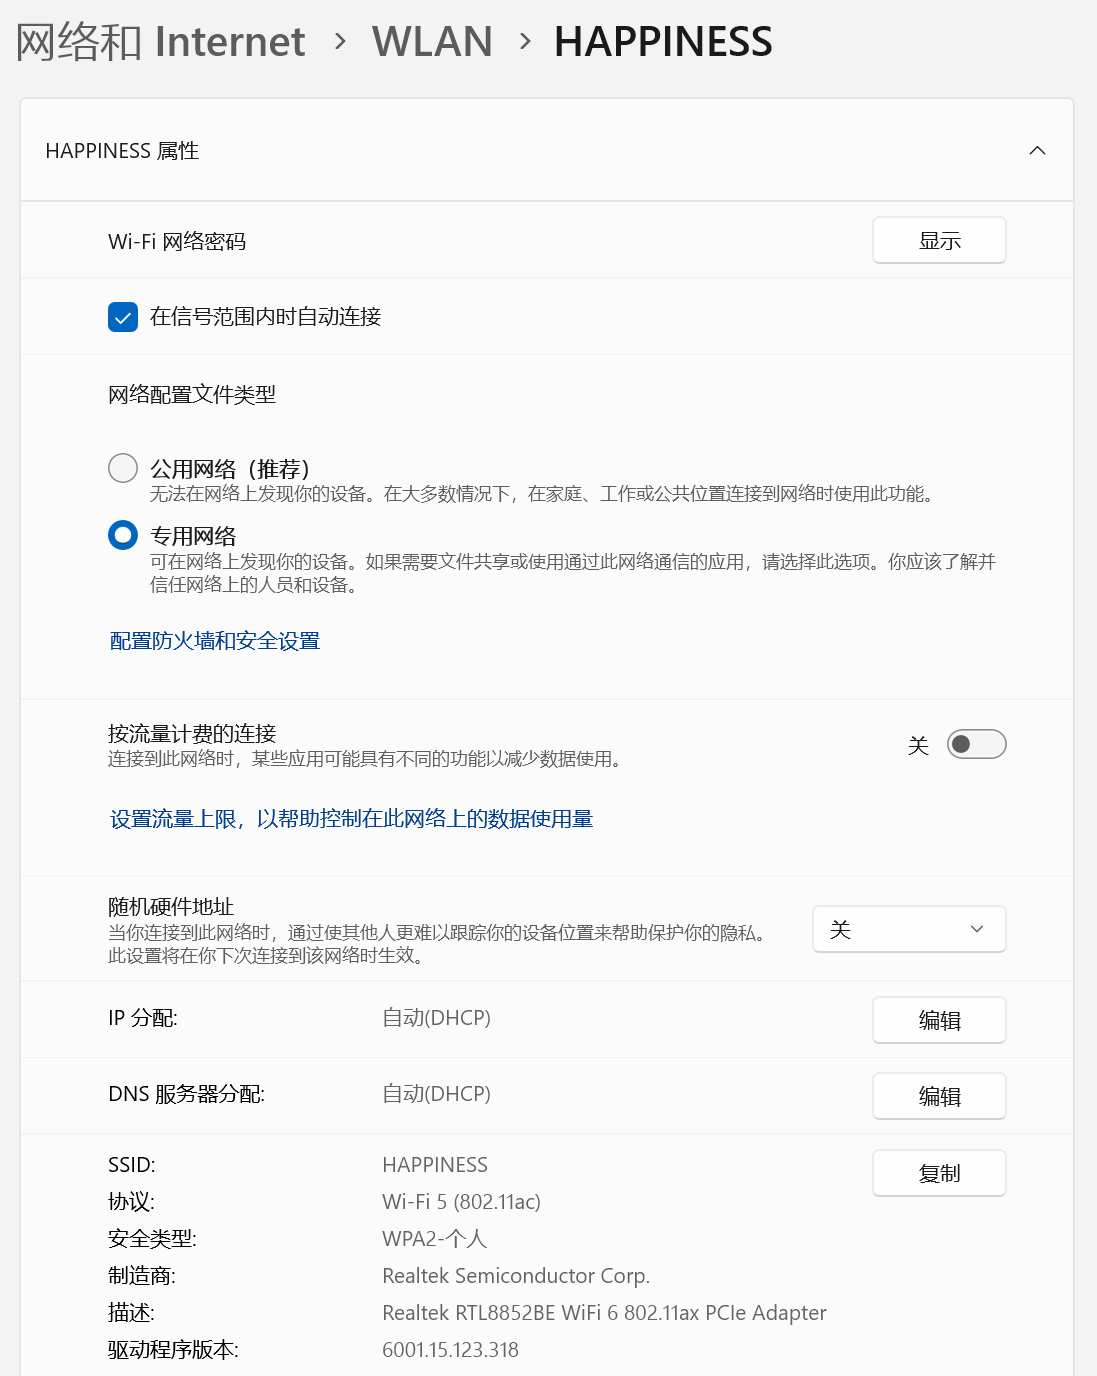 网络和 Internet > WLAN > HAPPINESS
HAPPINESS 属性
Wi-Fi 网络密码
显示
在信号范围内时自动连接
网络配置文件类型
公用网络（推荐）
无法在网络上发现你的设备。在大多数情况下，在家庭、工作或公共位置连接到网络时使用此功能。
专用网络
可在网络上发现你的设备。如果需要文件共享或使用通过此网络通信的应用，请选择此选项。你应该了解并
信任网络上的人员和设备。
配置防火墙和安全设置
按流量计费的连接
连接到此网络时，某些应用可能具有不同的功能以减少数据使用。
关
设置流量上限，以帮助控制在此网络上的数据使用量
随机硬件地址
当你连接到此网络时，通过使其他人更难以跟踪你的设备位置来帮助保护你的隐私。
此设置将在你下次连接到该网络时生效。
关
IP 分配: 自动(DHCP) 编辑
DNS 服务器分配: 自动(DHCP) 编辑
SSID: HAPPINESS 复制
协议: Wi-Fi 5 (802.11ac)
安全类型: WPA2-个人
制造商: Realtek Semiconductor Corp.
描述: Realtek RTL8852BE WiFi 6 802.11ax PCIe Adapter
驱动程序版本: 6001.15.123.318